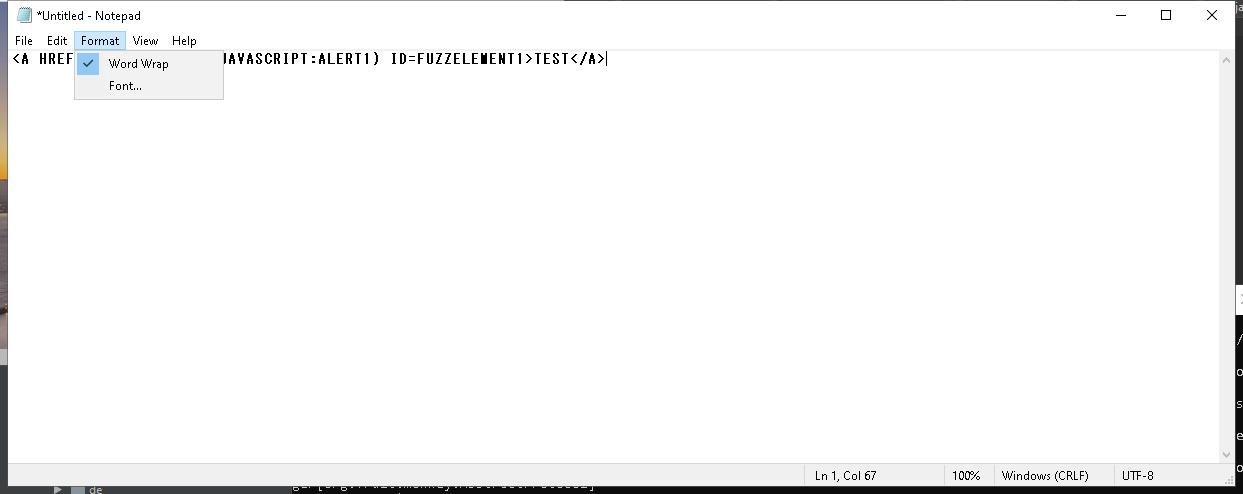 *Untitled - Notepad
File Edit Format View Help
<A HREF JAVASCRIPT:ALERT1) ID=FUZZELEMENT1>TEST</A>
Word Wrap
Font...
Ln 1, Col 67 100% Windows (CRLF) UTF-8
de